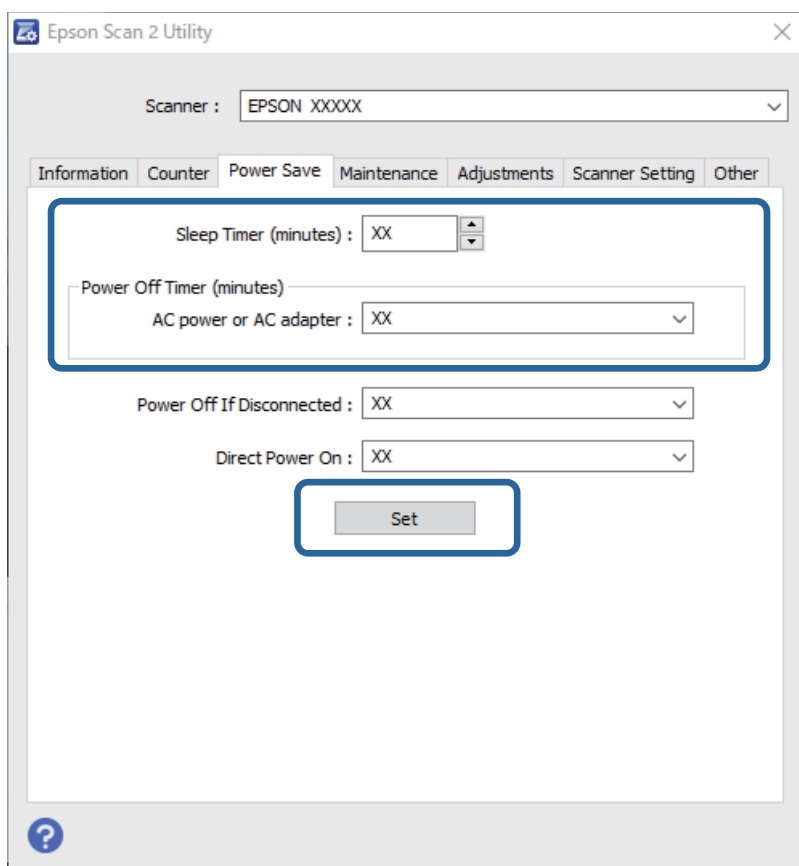 Epson Scan 2 Utility
Scanner : EPSON XXXXX
Information Counter Power Save Maintenance Adjustments Scanner Setting Other
Sleep Timer (minutes) : XX
Power Off Timer (minutes)
AC power or AC adapter : XX
Power Off If Disconnected : XX
Direct Power On : XX
Set
?